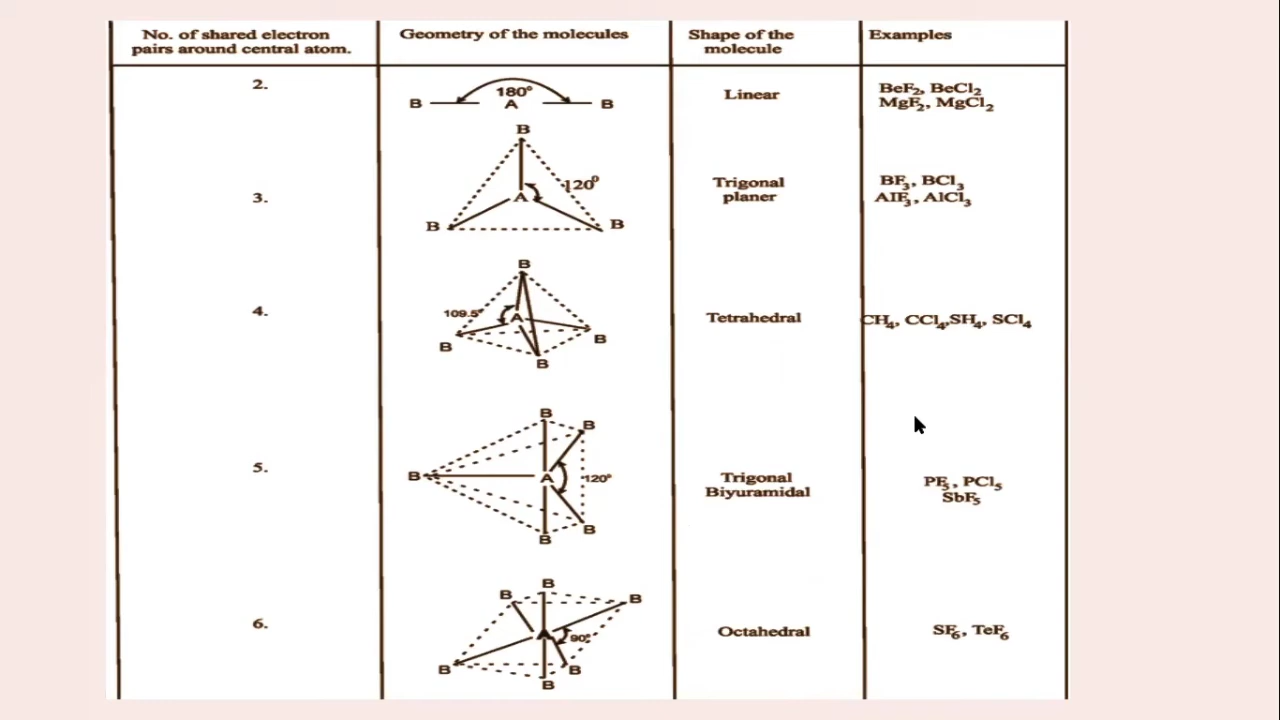 No. of shared electron
pairs around central atom.
Geometry of the molecules
Shape of the
molecule
Examples
2.
180°
B A B
Linear
BeF₂, BeCl₂
MgF₂, MgCl₂
3.
B
120⁰
A
B B
Trigonal
planer
BF₃, BCl₃
AlF₃, AlCl₃
4.
B
109.5°
A
B B
B
Tetrahedral
CH₄, CCl₄, SH₄, SCl₄
5.
B B
B A 120°
B
B
Trigonal
Biyuramidal
PF₅, PCl₅
SbF₅
6.
B
B B
A 90°
B B
B
Octahedral
SF₆, TeF₆